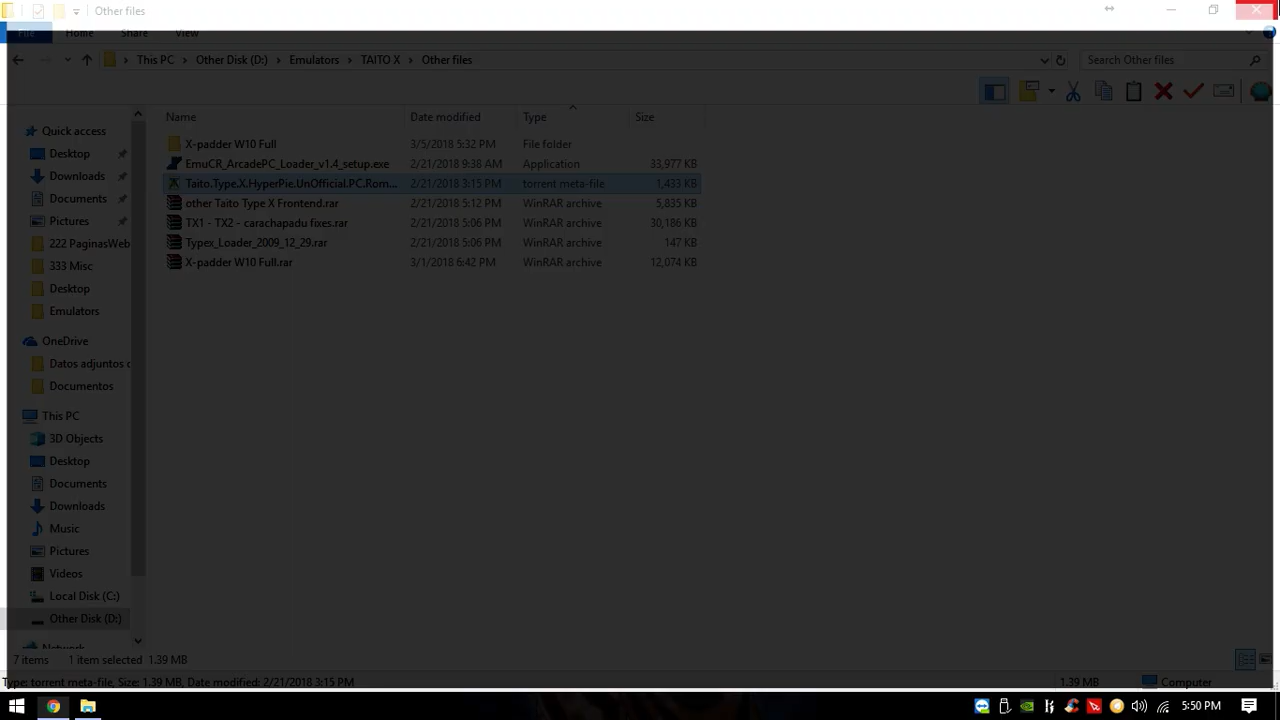 Other files
File Home Share View
This PC Other Disk (D:) Emulators TAITO X Other files Search Other files
Name Date modified Type Size
Quick access
Desktop
Downloads
Documents
Pictures
222 PaginasWeb
333 Misc
Desktop
Emulators
OneDrive
Datos adjuntos
Documentos
This PC
3D Objects
Desktop
Documents
Downloads
Music
Pictures
Videos
Local Disk (C:)
Other Disk (D:)
Network
X-padder W10 Full 3/5/2018 5:32 PM File folder
EmuCR_ArcadePC_Loader_v1.4_setup.exe 2/21/2018 9:38 AM Application 33,977 KB
Taito.Type.X.HyperPie.UnOfficial.PC.Rom... 2/21/2018 3:15 PM torrent meta-file 1,433 KB
other Taito Type X Frontend.rar 2/21/2018 5:12 PM WinRAR archive 5,835 KB
TX1 - TX2 - carachapadu fixes.rar 2/21/2018 5:06 PM WinRAR archive 30,186 KB
Typex_Loader_2009_12_29.rar 2/21/2018 5:06 PM WinRAR archive 147 KB
X-padder W10 Full.rar 3/1/2018 6:42 PM WinRAR archive 12,074 KB
7 items 1 item selected 1.39 MB
Type: torrent meta-file, Size: 1.39 MB, Date modified: 2/21/2018 3:15 PM 1.39 MB Computer
5:50 PM